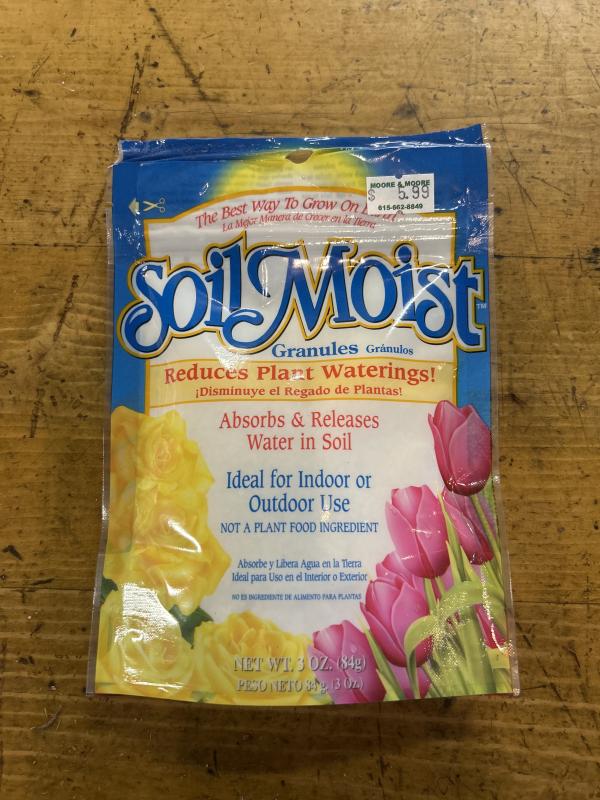 MOORE & MOORE
$ 5.99
615-662-8849
The Best Way To Grow On
La Mejor Manera de Crecer en la Tierra
Soil Moist™
Granules Gránulos
Reduces Plant Waterings!
¡Disminuye el Regado de Plantas!
Absorbs & Releases
Water in Soil
Ideal for Indoor or
Outdoor Use
NOT A PLANT FOOD INGREDIENT
Absorbe y Libera Agua en la Tierra
Ideal para Uso en el Interior o Exterior
NO ES INGREDIENTE DE ALIMENTO PARA PLANTAS
NET WT. 3 OZ. (84g)
PESO NETO 84 g. (3 Oz.)